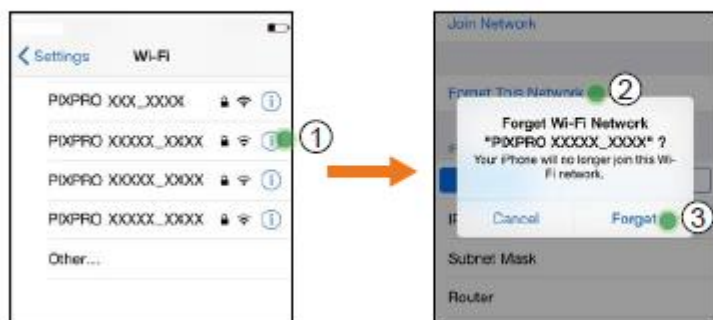 Settings
Wi-Fi
PIXPRO XXX_XXXX
PIXPRO XXXXX_XXXX
PIXPRO XXXXX_XXXX
PIXPRO XXXXX_XXXX
Other...
1
Join Network
Forget This Network
2
Forget Wi-Fi Network
"PIXPRO XXXXX_XXXX" ?
Your iPhone will no longer join this Wi-
Fi network.
Cancel
Forget
3
Subnet Mask
Router